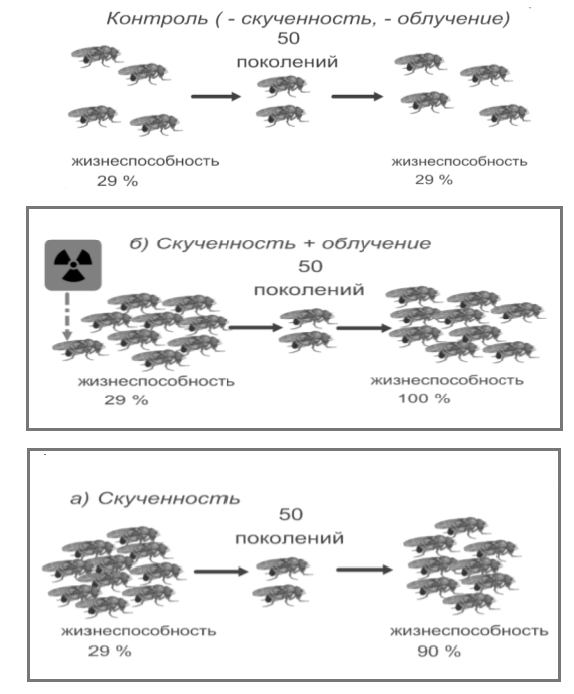 Контроль ( - скученность, - облучение)
50
поколений
жизнеспособность
29 %
жизнеспособность
29 %
б) Скученность + облучение
50
поколений
жизнеспособность
29 %
жизнеспособность
100 %
а) Скученность
50
поколений
жизнеспособность
29 %
жизнеспособность
90 %